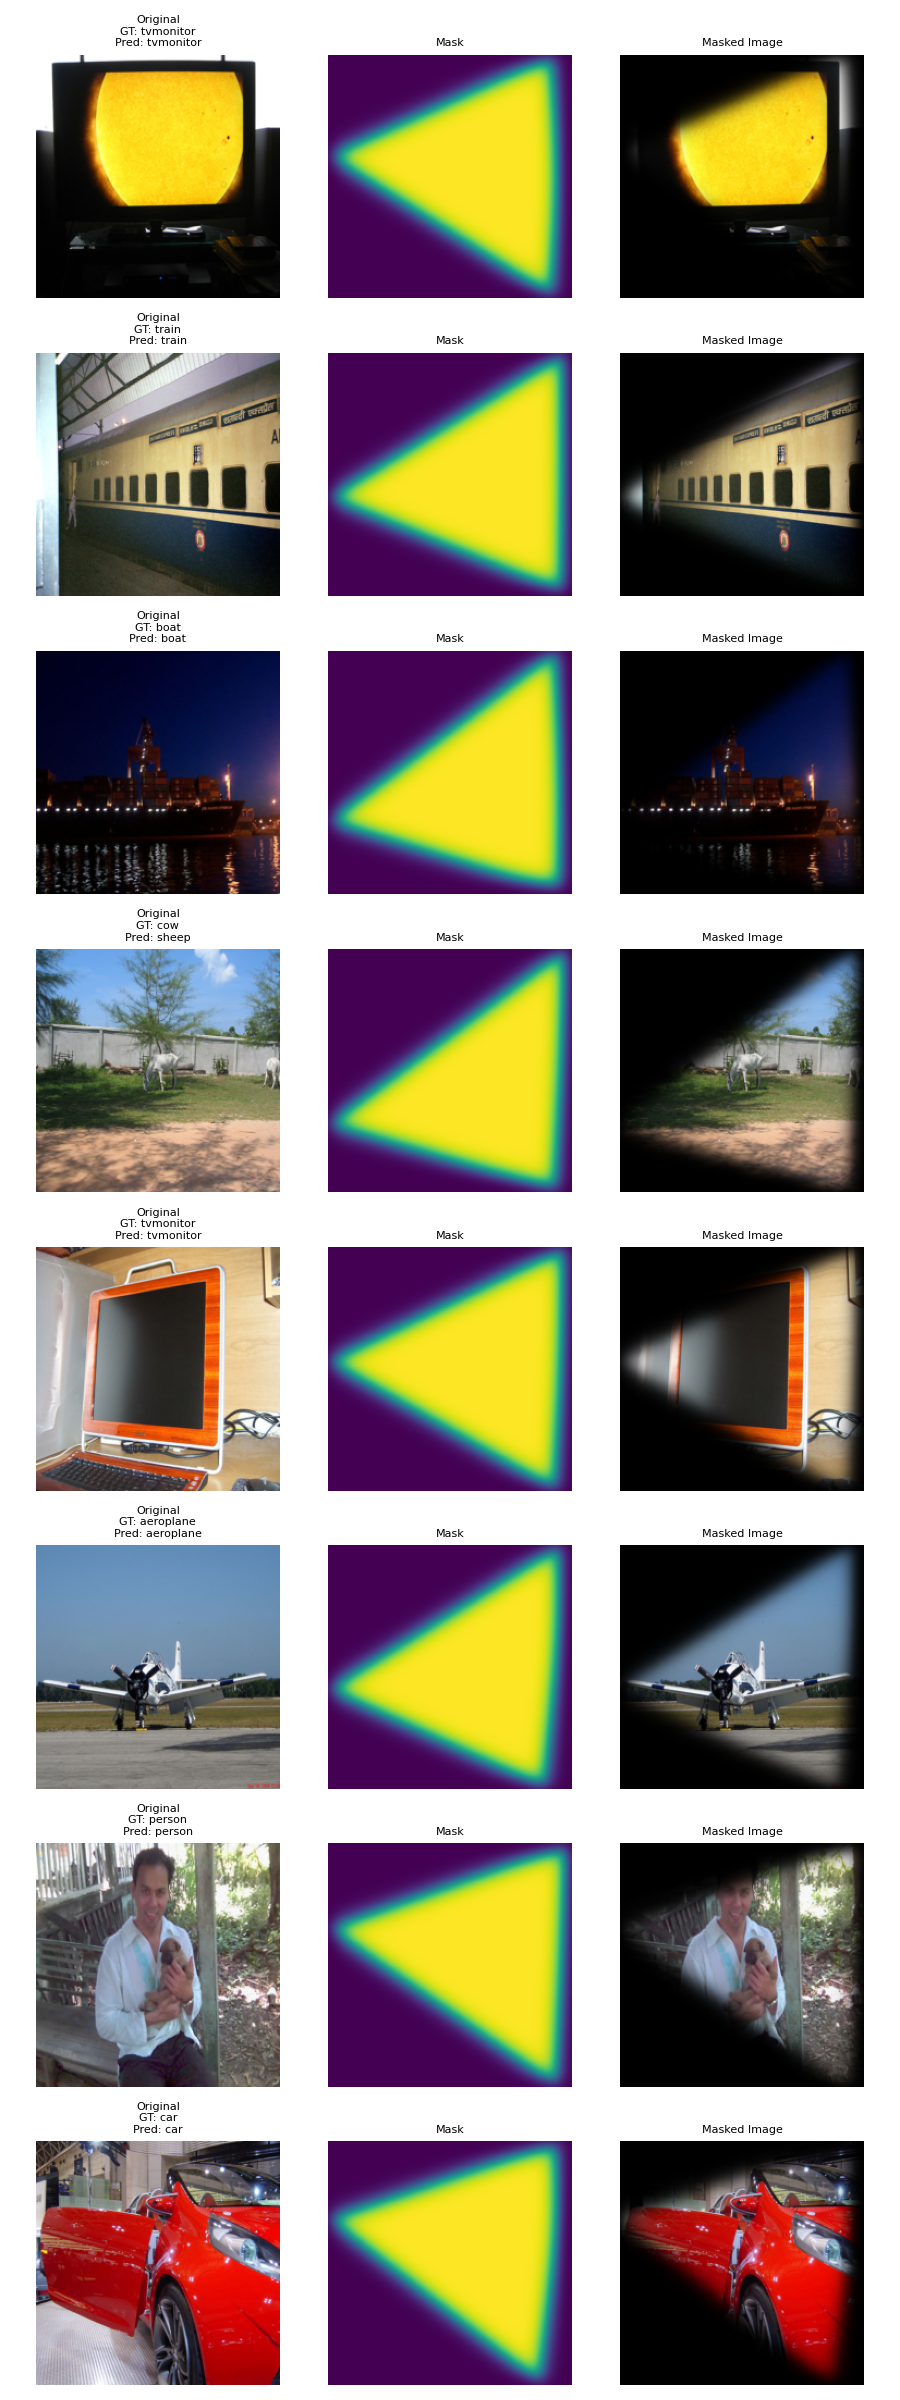 Original
GT: tvmonitor
Pred: tvmonitor
Mask
Masked Image
Original
GT: train
Pred: train
Mask
Masked Image
Original
GT: boat
Pred: boat
Mask
Masked Image
Original
GT: cow
Pred: sheep
Mask
Masked Image
Original
GT: tvmonitor
Pred: tvmonitor
Mask
Masked Image
Original
GT: aeroplane
Pred: aeroplane
Mask
Masked Image
Original
GT: person
Pred: person
Mask
Masked Image
Original
GT: car
Pred: car
Mask
Masked Image